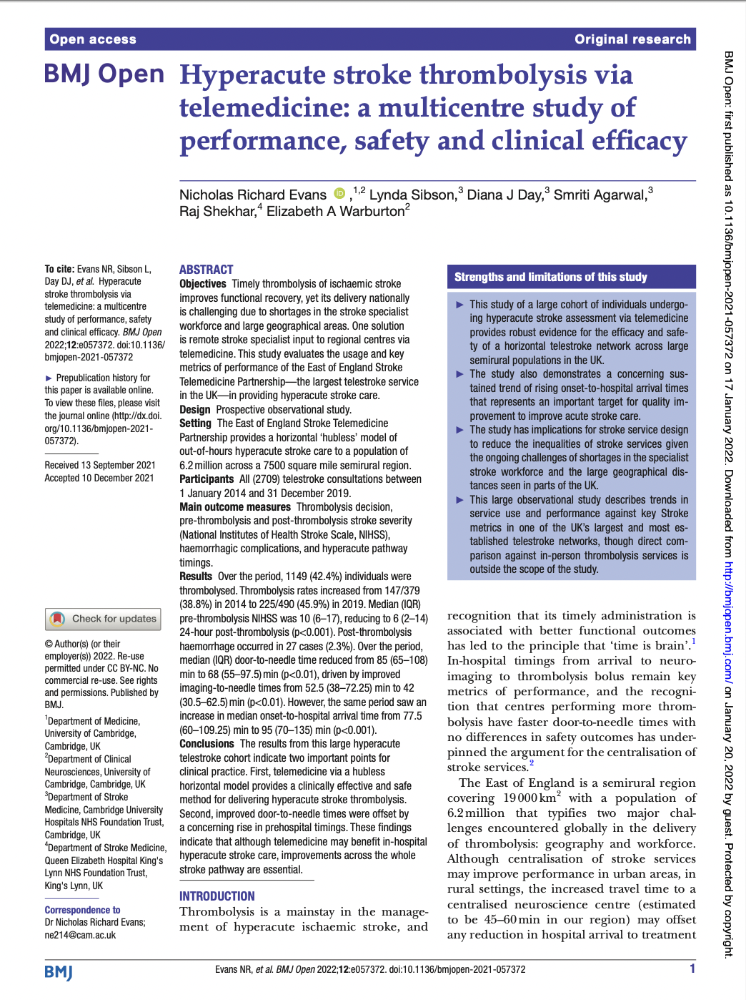 Open access
Original research
BMJ Open
Hyperacute stroke thrombolysis via
telemedicine: a multicentre study of
performance, safety and clinical efficacy
Nicholas Richard Evans iD ,1,2 Lynda Sibson,3 Diana J Day,3 Smriti Agarwal,3
Raj Shekhar,4 Elizabeth A Warburton2
To cite: Evans NR, Sibson L,
Day DJ, et al. Hyperacute
stroke thrombolysis via
telemedicine: a multicentre
study of performance, safety
and clinical efficacy. BMJ Open
2022;12:e057372. doi:10.1136/
bmjopen-2021-057372
► Prepublication history for
this paper is available online.
To view these files, please visit
the journal online (http://dx.doi.
org/10.1136/bmjopen-2021-
057372).
Received 13 September 2021
Accepted 10 December 2021
Check for updates
© Author(s) (or their
employer(s)) 2022. Re-use
permitted under CC BY-NC. No
commercial re-use. See rights
and permissions. Published by
BMJ.
1Department of Medicine,
University of Cambridge,
Cambridge, UK
2Department of Clinical
Neurosciences, University of
Cambridge, Cambridge, UK
3Department of Stroke
Medicine, Cambridge University
Hospitals NHS Foundation Trust,
Cambridge, UK
4Department of Stroke Medicine,
Queen Elizabeth Hospital King's
Lynn NHS Foundation Trust,
King's Lynn, UK
Correspondence to
Dr Nicholas Richard Evans;
ne214@cam.ac.uk
ABSTRACT
Objectives Timely thrombolysis of ischaemic stroke
improves functional recovery, yet its delivery nationally
is challenging due to shortages in the stroke specialist
workforce and large geographical areas. One solution
is remote stroke specialist input to regional centres via
telemedicine. This study evaluates the usage and key
metrics of performance of the East of England Stroke
Telemedicine Partnership—the largest telestroke service
in the UK—in providing hyperacute stroke care.
Design Prospective observational study.
Setting The East of England Stroke Telemedicine
Partnership provides a horizontal ‘hubless’ model of
out-of-hours hyperacute stroke care to a population of
6.2 million across a 7500 square mile semirural region.
Participants All (2709) telestroke consultations between
1 January 2014 and 31 December 2019.
Main outcome measures Thrombolysis decision,
pre-thrombolysis and post-thrombolysis stroke severity
(National Institutes of Health Stroke Scale, NIHSS),
haemorrhagic complications, and hyperacute pathway
timings.
Results Over the period, 1149 (42.4%) individuals were
thrombolysed. Thrombolysis rates increased from 147/379
(38.8%) in 2014 to 225/490 (45.9%) in 2019. Median (IQR)
pre-thrombolysis NIHSS was 10 (6–17), reducing to 6 (2–14)
24-hour post-thrombolysis (p<0.001). Post-thrombolysis
haemorrhage occurred in 27 cases (2.3%). Over the period,
median (IQR) door-to-needle time reduced from 85 (65–108)
min to 68 (55–97.5) min (p<0.01), driven by improved
imaging-to-needle times from 52.5 (38–72.25) min to 42
(30.5–62.5) min (p<0.01). However, the same period saw an
increase in median onset-to-hospital arrival time from 77.5
(60–109.25) min to 95 (70–135) min (p<0.001).
Conclusions The results from this large hyperacute
telestroke cohort indicate two important points for
clinical practice. First, telemedicine via a hubless
horizontal model provides a clinically effective and safe
method for delivering hyperacute stroke thrombolysis.
Second, improved door-to-needle times were offset by
a concerning rise in prehospital timings. These findings
indicate that although telemedicine may benefit in-hospital
hyperacute stroke care, improvements across the whole
stroke pathway are essential.
INTRODUCTION
Thrombolysis is a mainstay in the manage-
ment of hyperacute ischaemic stroke, and
Strengths and limitations of this study
► This study of a large cohort of individuals undergo-
ing hyperacute stroke assessment via telemedicine
provides robust evidence for the efficacy and safe-
ty of a horizontal telestroke network across large
semirural populations in the UK.
► The study also demonstrates a concerning sus-
tained trend of rising onset-to-hospital arrival times
that represents an important target for quality im-
provement to improve acute stroke care.
► The study has implications for stroke service design
to reduce the inequalities of stroke services given
the ongoing challenges of shortages in the specialist
stroke workforce and the large geographical dis-
tances seen in parts of the UK.
► This large observational study describes trends in
service use and performance against key Stroke
metrics in one of the UK’s largest and most es-
tablished telestroke networks, though direct com-
parison against in-person thrombolysis services is
outside the scope of the study.
recognition that its timely administration is
associated with better functional outcomes
has led to the principle that ‘time is brain’.1
In-hospital timings from arrival to neuro-
imaging to thrombolysis bolus remain key
metrics of performance, and the recogni-
tion that centres performing more throm-
bolysis have faster door-to-needle times with
no differences in safety outcomes has under-
pinned the argument for the centralisation of
stroke services.2
The East of England is a semirural region
covering 19 000 km2 with a population of
6.2 million that typifies two major chal-
lenges encountered globally in the delivery
of thrombolysis: geography and workforce.
Although centralisation of stroke services
may improve performance in urban areas, in
rural settings, the increased travel time to a
centralised neuroscience centre (estimated
to be 45–60 min in our region) may offset
any reduction in hospital arrival to treatment
BMJ
Evans NR, et al. BMJ Open 2022;12:e057372. doi:10.1136/bmjopen-2021-057372
1
BMJ Open: first published as 10.1136/bmjopen-2021-057372 on 17 January 2022. Downloaded from http://bmjopen.bmj.com/ on January 20, 2022 by guest. Protected by copyright.